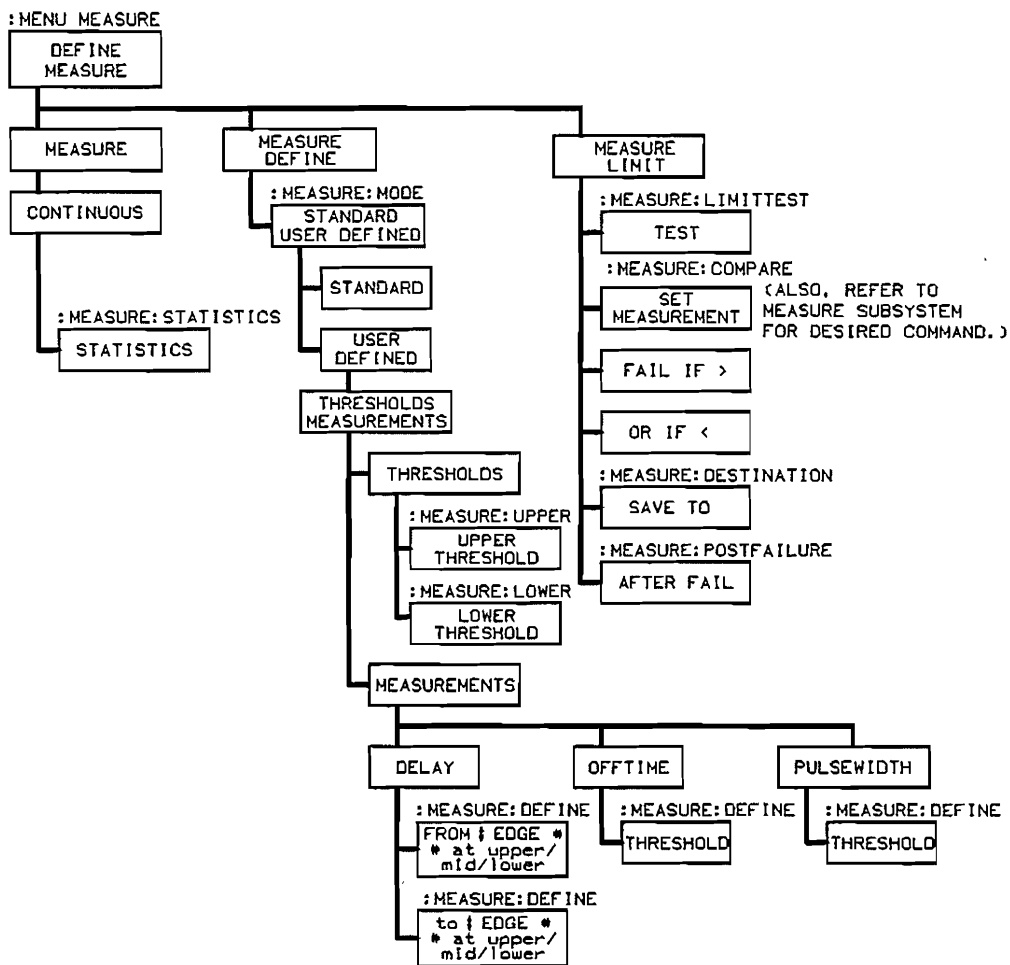 :MENU MEASURE
DEFINE
MEASURE
MEASURE
MEASURE
DEFINE
MEASURE
LIMIT
CONTINUOUS
:MEASURE:MODE
STANDARD
USER DEFINED
:MEASURE:LIMITTEST
TEST
STANDARD
:MEASURE:COMPARE
SET
MEASUREMENT
(ALSO, REFER TO
MEASURE SUBSYSTEM
FOR DESIRED COMMAND.)
:MEASURE:STATISTICS
STATISTICS
USER
DEFINED
FAIL IF >
THRESHOLDS
MEASUREMENTS
OR IF <
THRESHOLDS
:MEASURE:DESTINATION
SAVE TO
:MEASURE:UPPER
UPPER
THRESHOLD
:MEASURE:POSTFAILURE
AFTER FAIL
:MEASURE:LOWER
LOWER
THRESHOLD
MEASUREMENTS
DELAY
OFFTIME
PULSEWIDTH
:MEASURE:DEFINE
FROM ⨎ EDGE #
# at upper/
mid/lower
:MEASURE:DEFINE
THRESHOLD
:MEASURE:DEFINE
THRESHOLD
:MEASURE:DEFINE
to ⨎ EDGE #
# at upper/
mid/lower